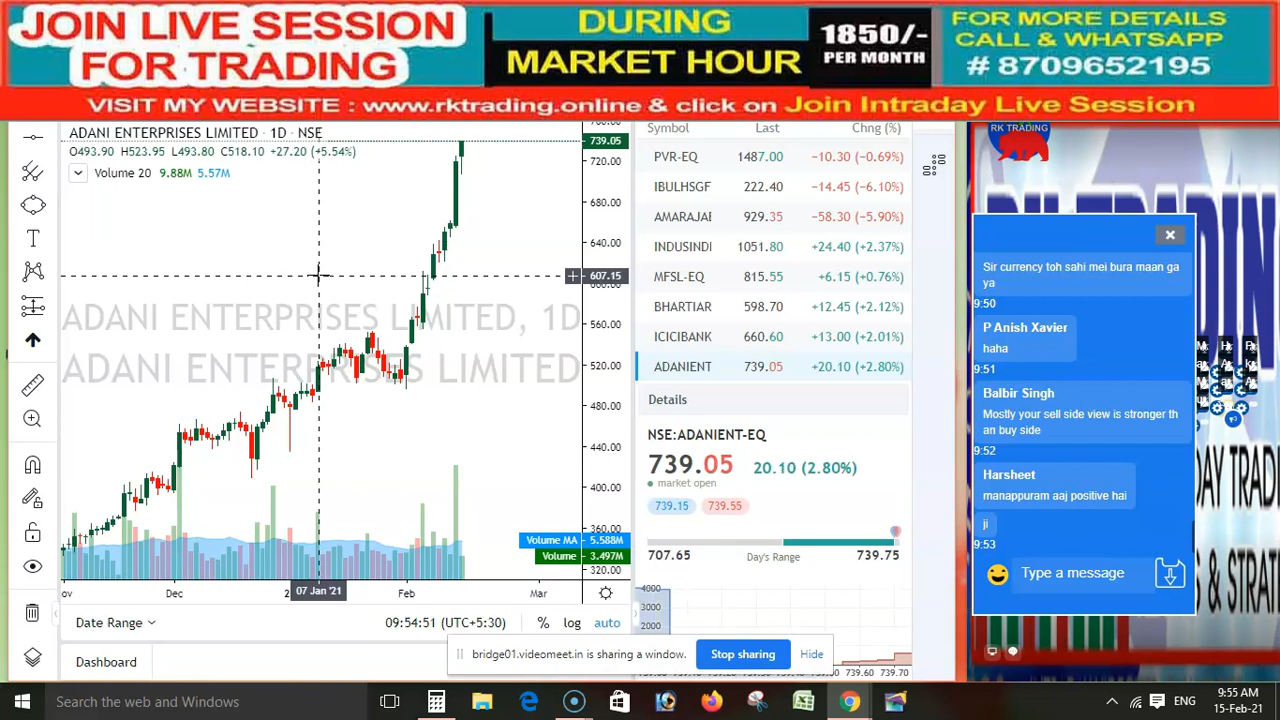 JOIN LIVE SESSION
FOR TRADING
DURING
MARKET HOUR
1850/-
PER MONTH
FOR MORE DETAILS
CALL & WHATSAPP
# 8709652195
VISIT MY WEBSITE : www.rktrading.online & click on Join Intraday Live Session
ADANI ENTERPRISES LIMITED · 1D · NSE
O493.90 H523.95 L493.80 C518.10 +27.20 (+5.54%)
Volume 20 9.88M 5.57M
ADANI ENTERPRISES LIMITED, 1D
ADANI ENTERPRISES LIMITED
739.05
720.00
680.00
640.00
607.15
600.00
560.00
520.00
480.00
440.00
400.00
360.00
320.00
Volume MA 5.588M
Volume 3.497M
Dec
07 Jan '21
Feb
Mar
Date Range
09:54:51 (UTC+5:30)
% log auto
Dashboard
Symbol Last Chng (%)
PVR-EQ 1487.00 −10.30 (−0.69%)
IBULHSGF 222.40 −14.45 (−6.10%)
AMARAJAI 929.35 −58.30 (−5.90%)
INDUSINDI 1051.80 +24.40 (+2.37%)
MFSL-EQ 815.55 +6.15 (+0.76%)
BHARTIAR 598.70 +12.45 (+2.12%)
ICICIBANK 660.60 +13.00 (+2.01%)
ADANIENT 739.05 +20.10 (+2.80%)
Details
NSE:ADANIENT-EQ
739.05 20.10 (2.80%)
market open
739.15 739.55
707.65 Day's Range 739.75
4000
3000
2000
bridge01.videomeet.in is sharing a window.
Stop sharing
Hide
RK TRADING
Sir currency toh sahi mei bura maan ga
ya
9:50
P Anish Xavier
haha
9:51
Balbir Singh
Mostly your sell side view is stronger th
an buy side
9:52
Harsheet
manappuram aaj positive hai
ji
9:53
Type a message
Search the web and Windows
ENG
9:55 AM
15-Feb-21